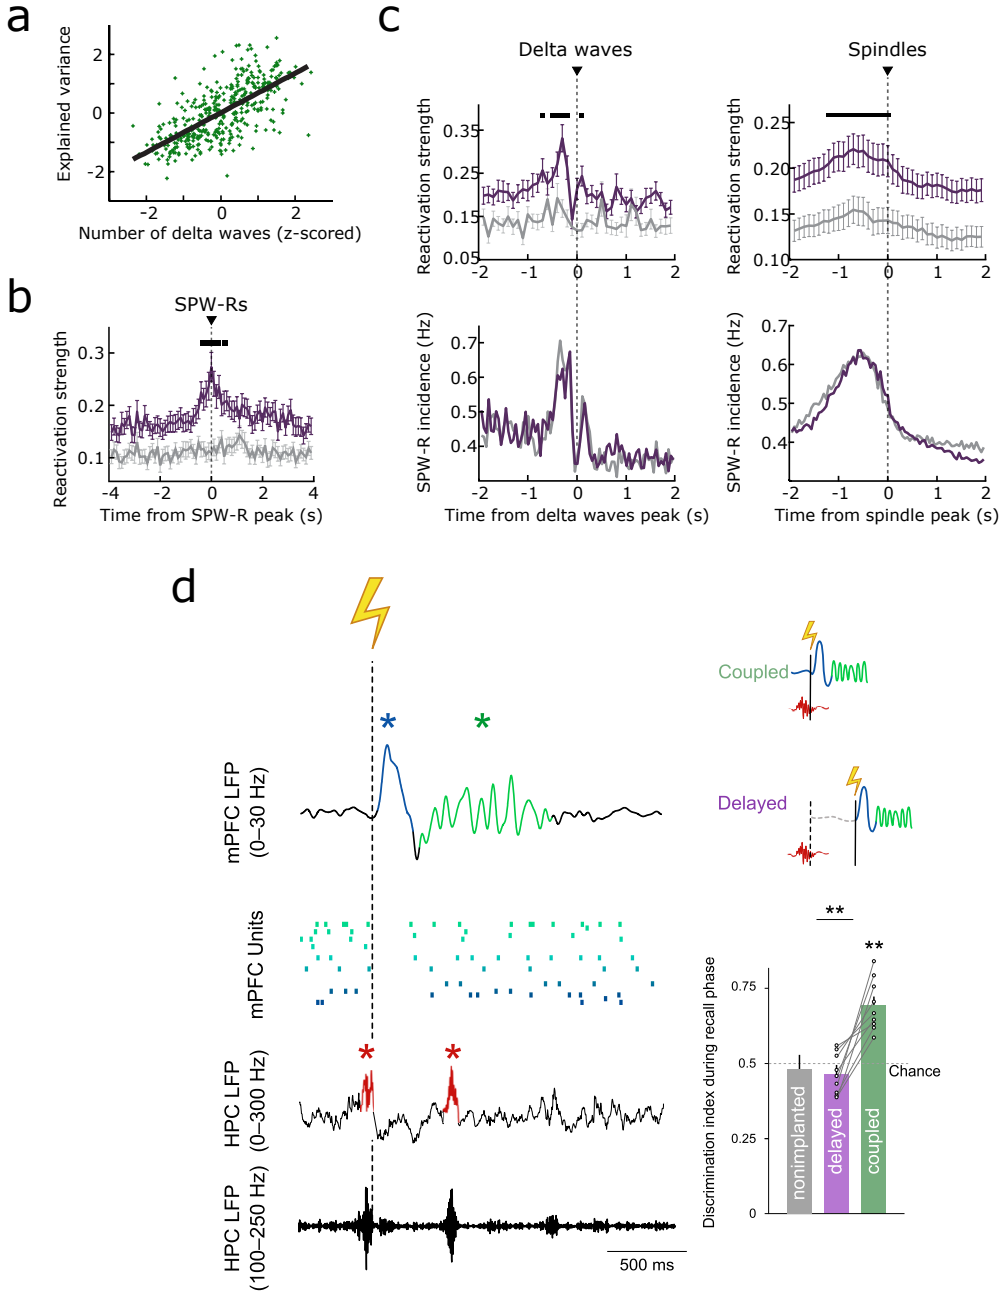 a
Explained variance
2
0
-2
-2
0
2
Number of delta waves (z-scored)
b
SPW-Rs
Reactivation strength
0.3
0.2
0.1
-4
-2
0
2
4
Time from SPW-R peak (s)
c
Delta waves
Reactivation strength
0.35
0.25
0.15
0.05
-2
-1
0
1
2
SPW-R incidence (Hz)
0.7
0.6
0.5
0.4
-2
-1
0
1
2
Time from delta waves peak (s)
Spindles
Reactivation strength
0.25
0.20
0.15
0.10
-2
-1
0
1
2
SPW-R incidence (Hz)
0.7
0.6
0.5
0.4
-2
-1
0
1
2
Time from spindle peak (s)
d
*
*
mPFC LFP
(0–30 Hz)
mPFC Units
*
*
HPC LFP
(0–300 Hz)
HPC LFP
(100–250 Hz)
500 ms
Coupled
Delayed
**
**
Discrimination index during recall phase
0.75
0.5
0.25
0
Chance
nonimplanted
delayed
coupled